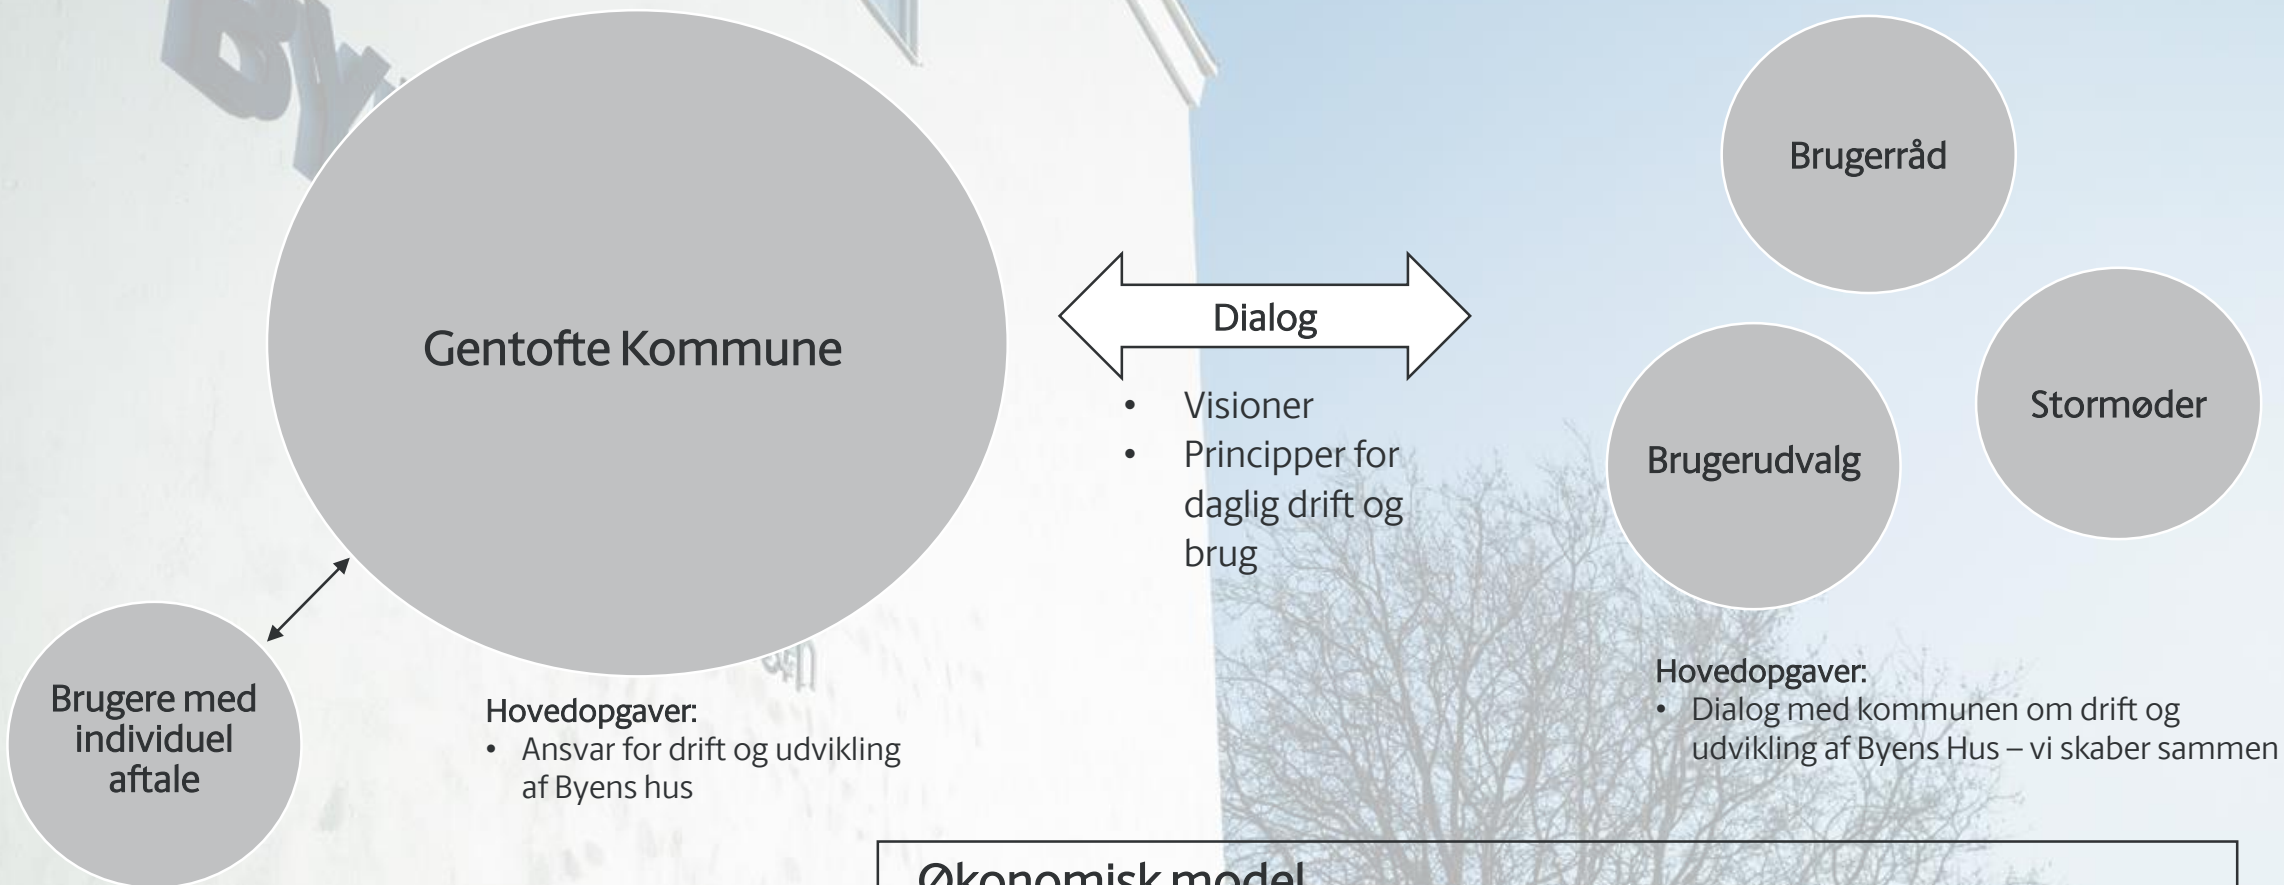 BY
Gentofte Kommune
Brugere med
individuel
aftale
Hovedopgaver:
• Ansvar for drift og udvikling
af Byens hus
Dialog
• Visioner
• Principper for
daglig drift og
brug
Brugerråd
Stormøder
Brugerudvalg
Hovedopgaver:
• Dialog med kommunen om drift og
udvikling af Byens Hus – vi skaber sammen
Økonomisk model